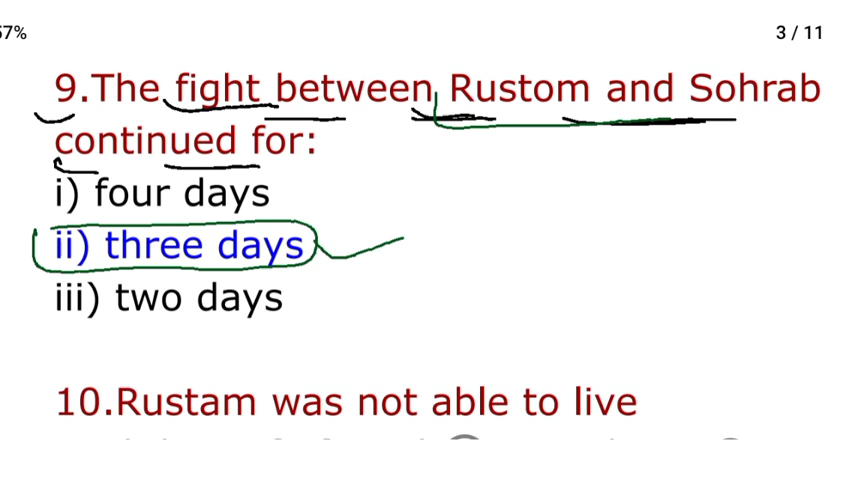 57%
3 / 11
9.The fight between Rustom and Sohrab
continued for:
i) four days
ii) three days
iii) two days
10.Rustam was not able to live